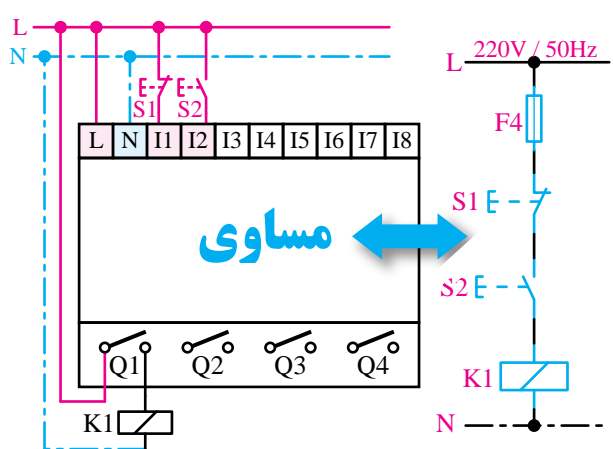 L
N
220V / 50Hz
L
S1 S2
F4
L N I1 I2 I3 I4 I5 I6 I7 I8
S1
مساوی
S2
Q1 Q2 Q3 Q4
K1
K1
N